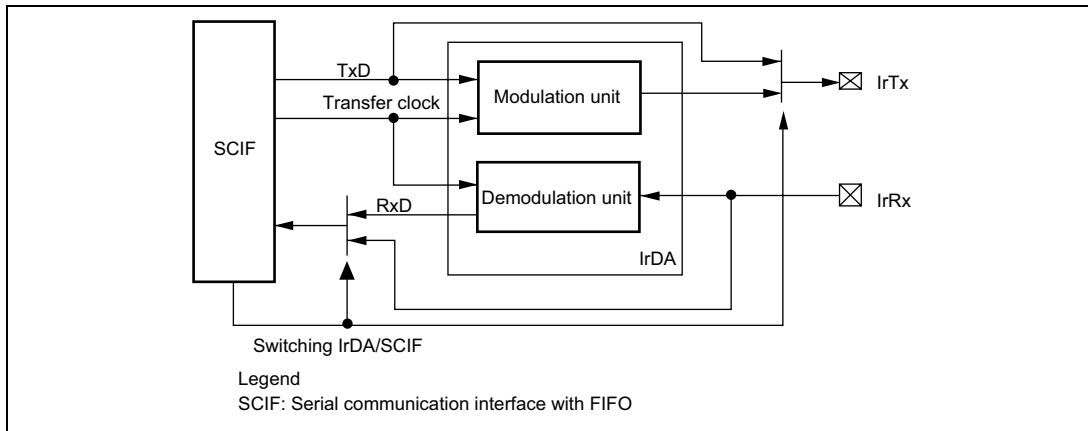 TxD
Modulation unit
IrTx
Transfer clock
SCIF
Demodulation unit
IrRx
RxD
IrDA
Switching IrDA/SCIF
Legend
SCIF: Serial communication interface with FIFO